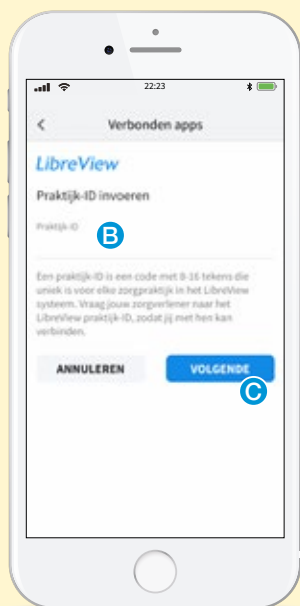 22:23
Verbonden apps
LibreView
Praktijk-ID invoeren
Praktijk-ID
B
Een praktijk-ID is een code met 8-16 tekens die
uniek is voor elke zorgpraktijk in het LibreView
systeem. Vraag jouw zorgverlener naar het
LibreView praktijk-ID, zodat jij met hen kan
verbinden.
ANNULEREN VOLGENDE
C